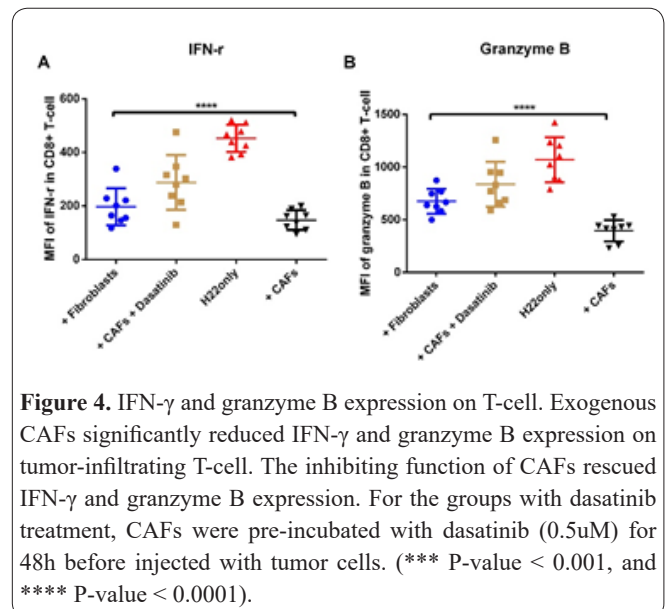 IFN-r
Granzyme B
A
B
****
****
MFI of IFN-r in CD8+ T-cell
600
400
200
0
MFI of granzyme B in CD8+ T-cell
1500
1000
500
0
+ Fibroblasts
+ CAFs + Dasatinib
H22only
+ CAFs
+ Fibroblasts
+ CAFs + Dasatinib
H22only
+ CAFs
Figure 4. IFN-γ and granzyme B expression on T-cell. Exogenous
CAFs significantly reduced IFN-γ and granzyme B expression on
tumor-infiltrating T-cell. The inhibiting function of CAFs rescued
IFN-γ and granzyme B expression. For the groups with dasatinib
treatment, CAFs were pre-incubated with dasatinib (0.5uM) for
48h before injected with tumor cells. (*** P-value < 0.001, and
**** P-value < 0.0001).